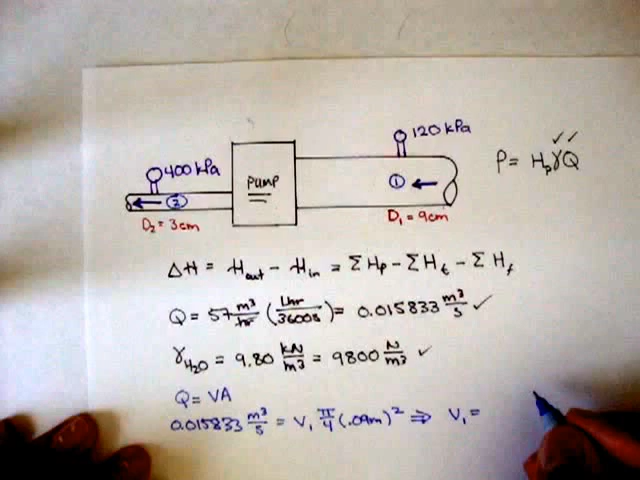 120 kPa
400 kPa
Pump
P = HpγQ
①
②
D₂ = 3cm
D₁ = 9cm
ΔH = H_out - H_in = ΣHp - ΣHt - ΣHf
Q = 57 m³/hr (1hr/3600s) = 0.015833 m³/s ✓
γH2O = 9.80 kN/m³ = 9800 N/m³ ✓
Q = VA
0.015833 m³/s = V₁ π/4 (.09m)² ⇒ V₁ =